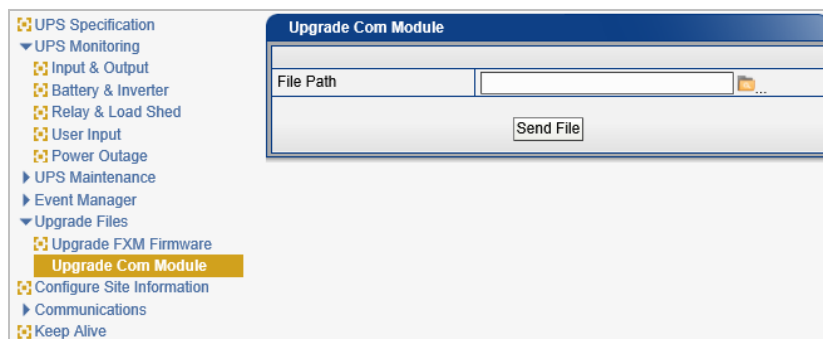 UPS Specification
UPS Monitoring
Input & Output
Battery & Inverter
Relay & Load Shed
User Input
Power Outage
UPS Maintenance
Event Manager
Upgrade Files
Upgrade FXM Firmware
Upgrade Com Module
Configure Site Information
Communications
Keep Alive
Upgrade Com Module
File Path
...
Send File